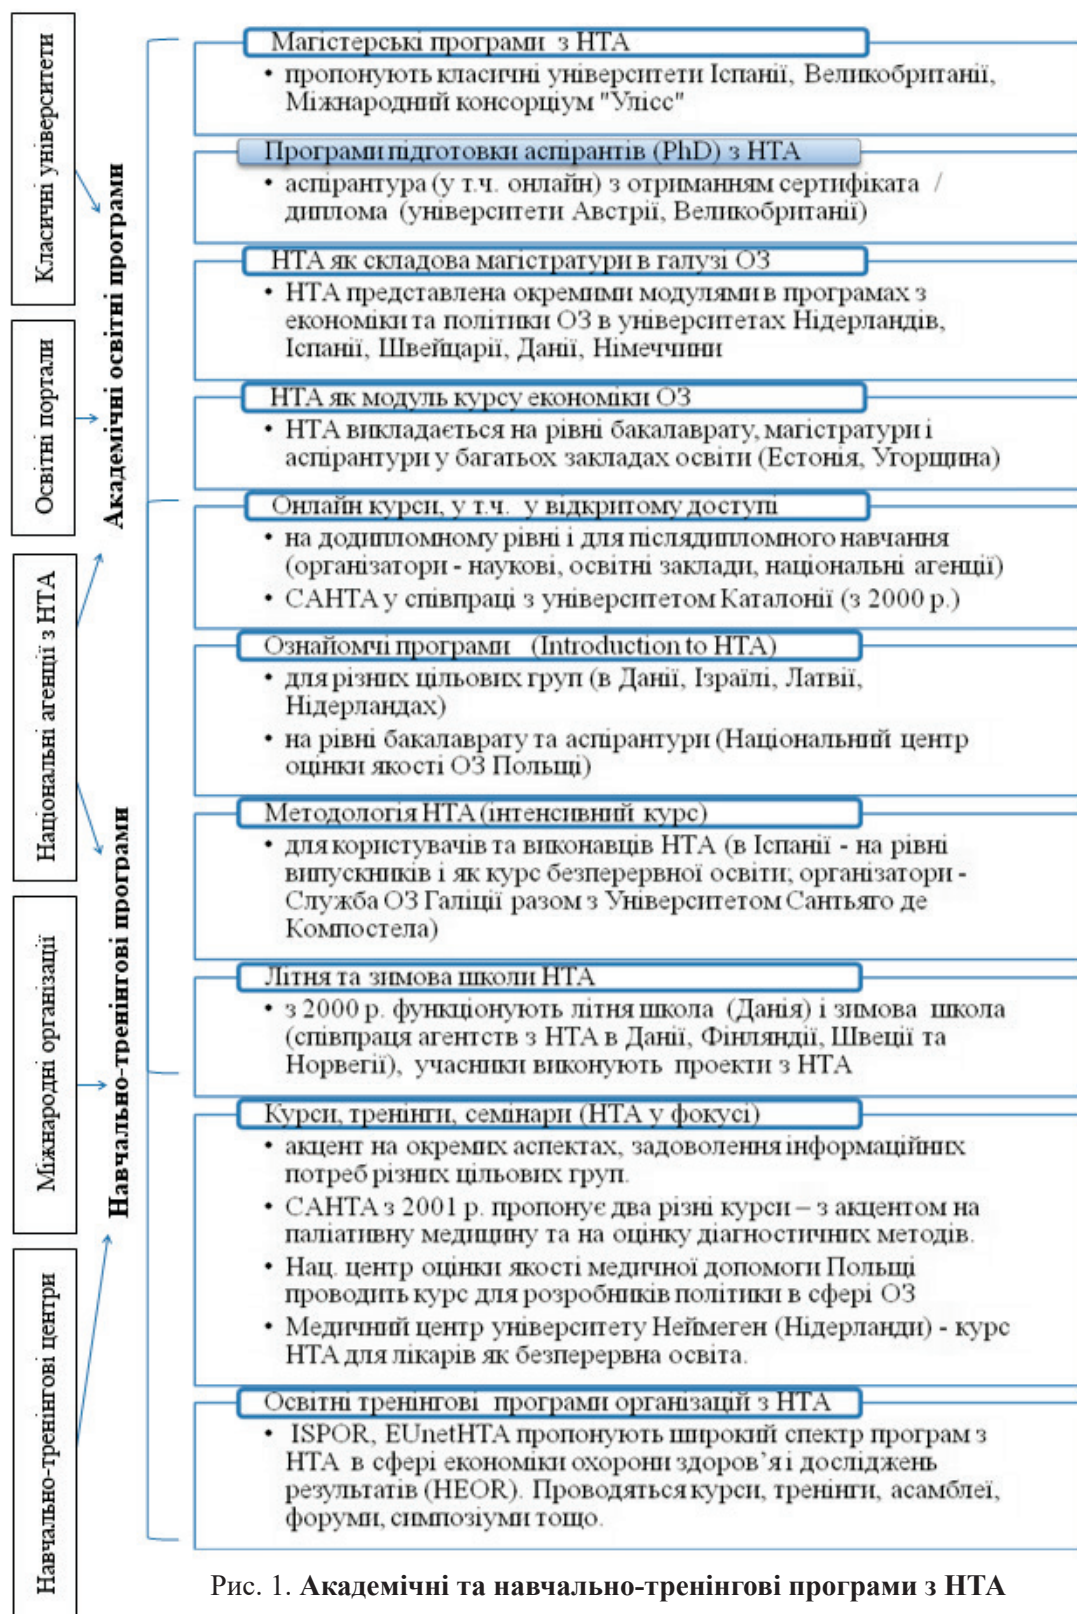 Класичні університети
Освітні портали
Національні агенції з НТА
Міжнародні організації
Навчально-тренінгові центри
Академічні освітні програми
Навчально-тренінгові програми
Магістерські програми з НТА
• пропонують класичні університети Іспанії, Великобританії,
Міжнародний консорціум "Улісс"
Програми підготовки аспірантів (PhD) з НТА
• аспірантура (у т.ч. онлайн) з отриманням сертифіката /
диплома (університети Австрії, Великобританії)
НТА як складова магістратури в галузі ОЗ
• НТА представлена окремими модулями в програмах з
економіки та політики ОЗ в університетах Нідерландів,
Іспанії, Швейцарії, Данії, Німеччини
НТА як модуль курсу економіки ОЗ
• НТА викладається на рівні бакалаврату, магістратури і
аспірантури у багатьох закладах освіти (Естонія, Угорщина)
Онлайн курси, у т.ч. у відкритого доступі
• на додипломному рівні і для післядипломного навчання
(організатори - наукові, освітні заклади, національні агенції)
• САНТА у співпраці з університетом Каталонії (з 2000 р.)
Ознайомчі програми (Introduction to HTA)
• для різних цільових груп (в Данії, Ізраїлі, Латвії,
Нідерландах)
• на рівні бакалаврату та аспірантури (Національний центр
оцінки якості ОЗ Польщі)
Методологія НТА (інтенсивний курс)
• для користувачів та виконавців НТА (в Іспанії - на рівні
випускників і як курс безперервної освіти; організатори -
Служба ОЗ Галіції разом з Університетом Сантьяго де
Компостела)
Літня та зимова школи НТА
• з 2000 р. функціонують літня школа (Данія) і зимова школа
(співпраця агентств з НТА в Данії, Фінляндії, Швеції та
Норвегії), учасники виконують проекти з НТА
Курси, тренінги, семінари (НТА у фокусі)
• акцент на окремих аспектах, задоволення інформаційних
потреб різних цільових груп.
• САНТА з 2001 р. пропонує два різні курси – з акцентом на
паліативну медицину та на оцінку діагностичних методів.
• Нац. центр оцінки якості медичної допомоги Польщі
проводить курс для розробників політики в сфері ОЗ
• Медичний центр університету Неймеген (Нідерланди) - курс
НТА для лікарів як безперервна освіта.
Освітні тренінгові програми організацій з НТА
• ISPOR, EUnetHTA пропонують широкий спектр програм з
НТА в сфері економіки охорони здоров’я і досліджень
результатів (HEOR). Проводяться курси, тренінги, асамблеї,
форуми, симпозіуми тощо.
Рис. 1. Академічні та навчально-тренінгові програми з НТА